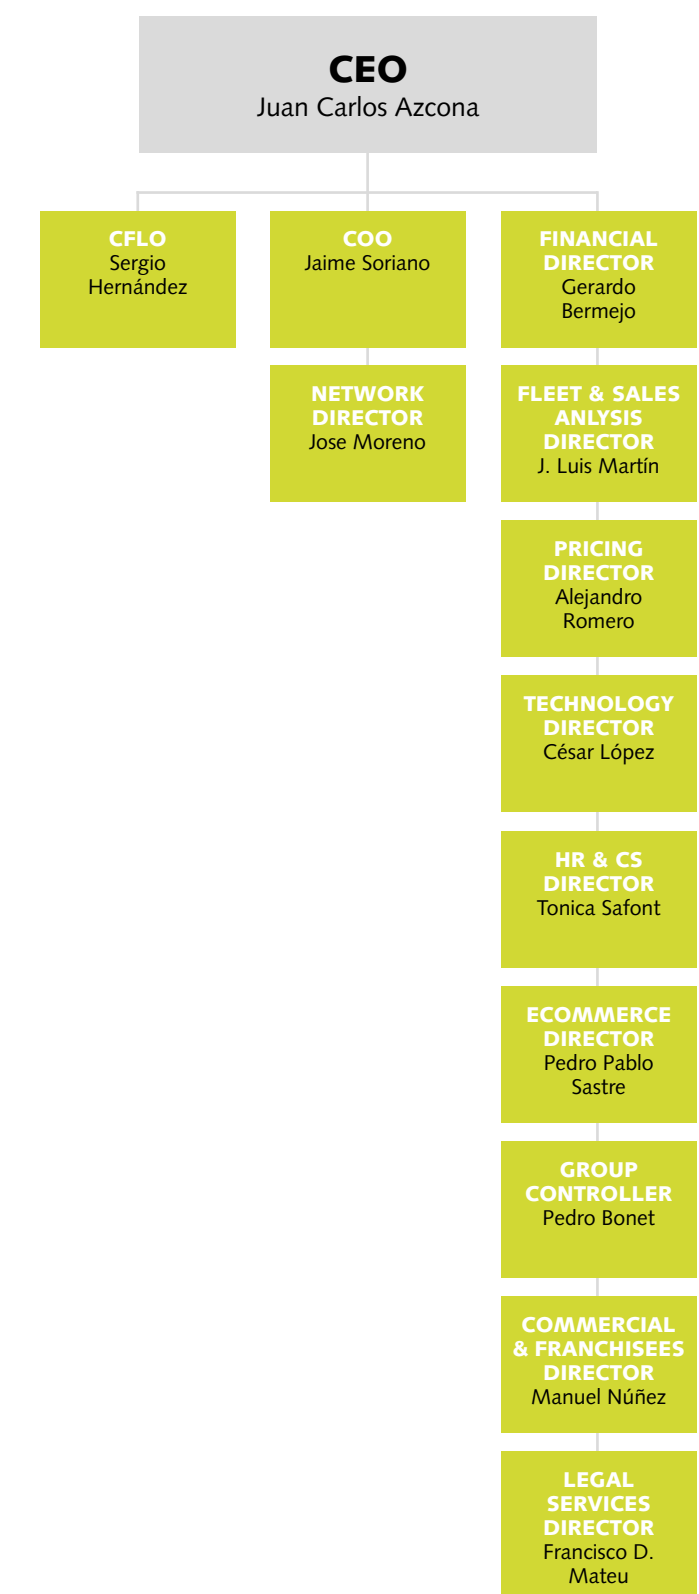 CEO
Juan Carlos Azcona
CFLO
Sergio
Hernández
COO
Jaime Soriano
FINANCIAL
DIRECTOR
Gerardo
Bermejo
NETWORK
DIRECTOR
Jose Moreno
FLEET & SALES
ANLYSIS
DIRECTOR
J. Luis Martín
PRICING
DIRECTOR
Alejandro
Romero
TECHNOLOGY
DIRECTOR
César López
HR & CS
DIRECTOR
Tonica Safont
ECOMMERCE
DIRECTOR
Pedro Pablo
Sastre
GROUP
CONTROLLER
Pedro Bonet
COMMERCIAL
& FRANCHISEES
DIRECTOR
Manuel Núñez
LEGAL
SERVICES
DIRECTOR
Francisco D.
Mateu